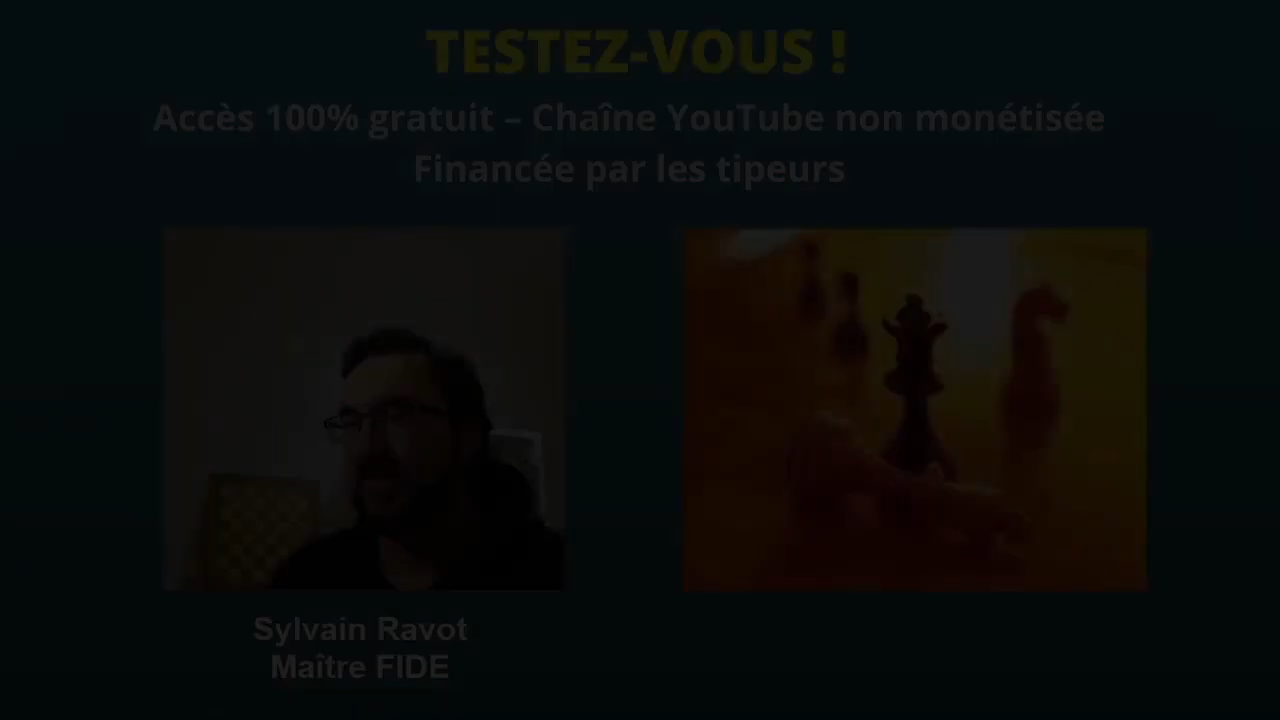 TESTEZ-VOUS !
Accès 100% gratuit – Chaîne YouTube non monétisée
Financée par les tipeurs
Sylvain Ravot
Maître FIDE